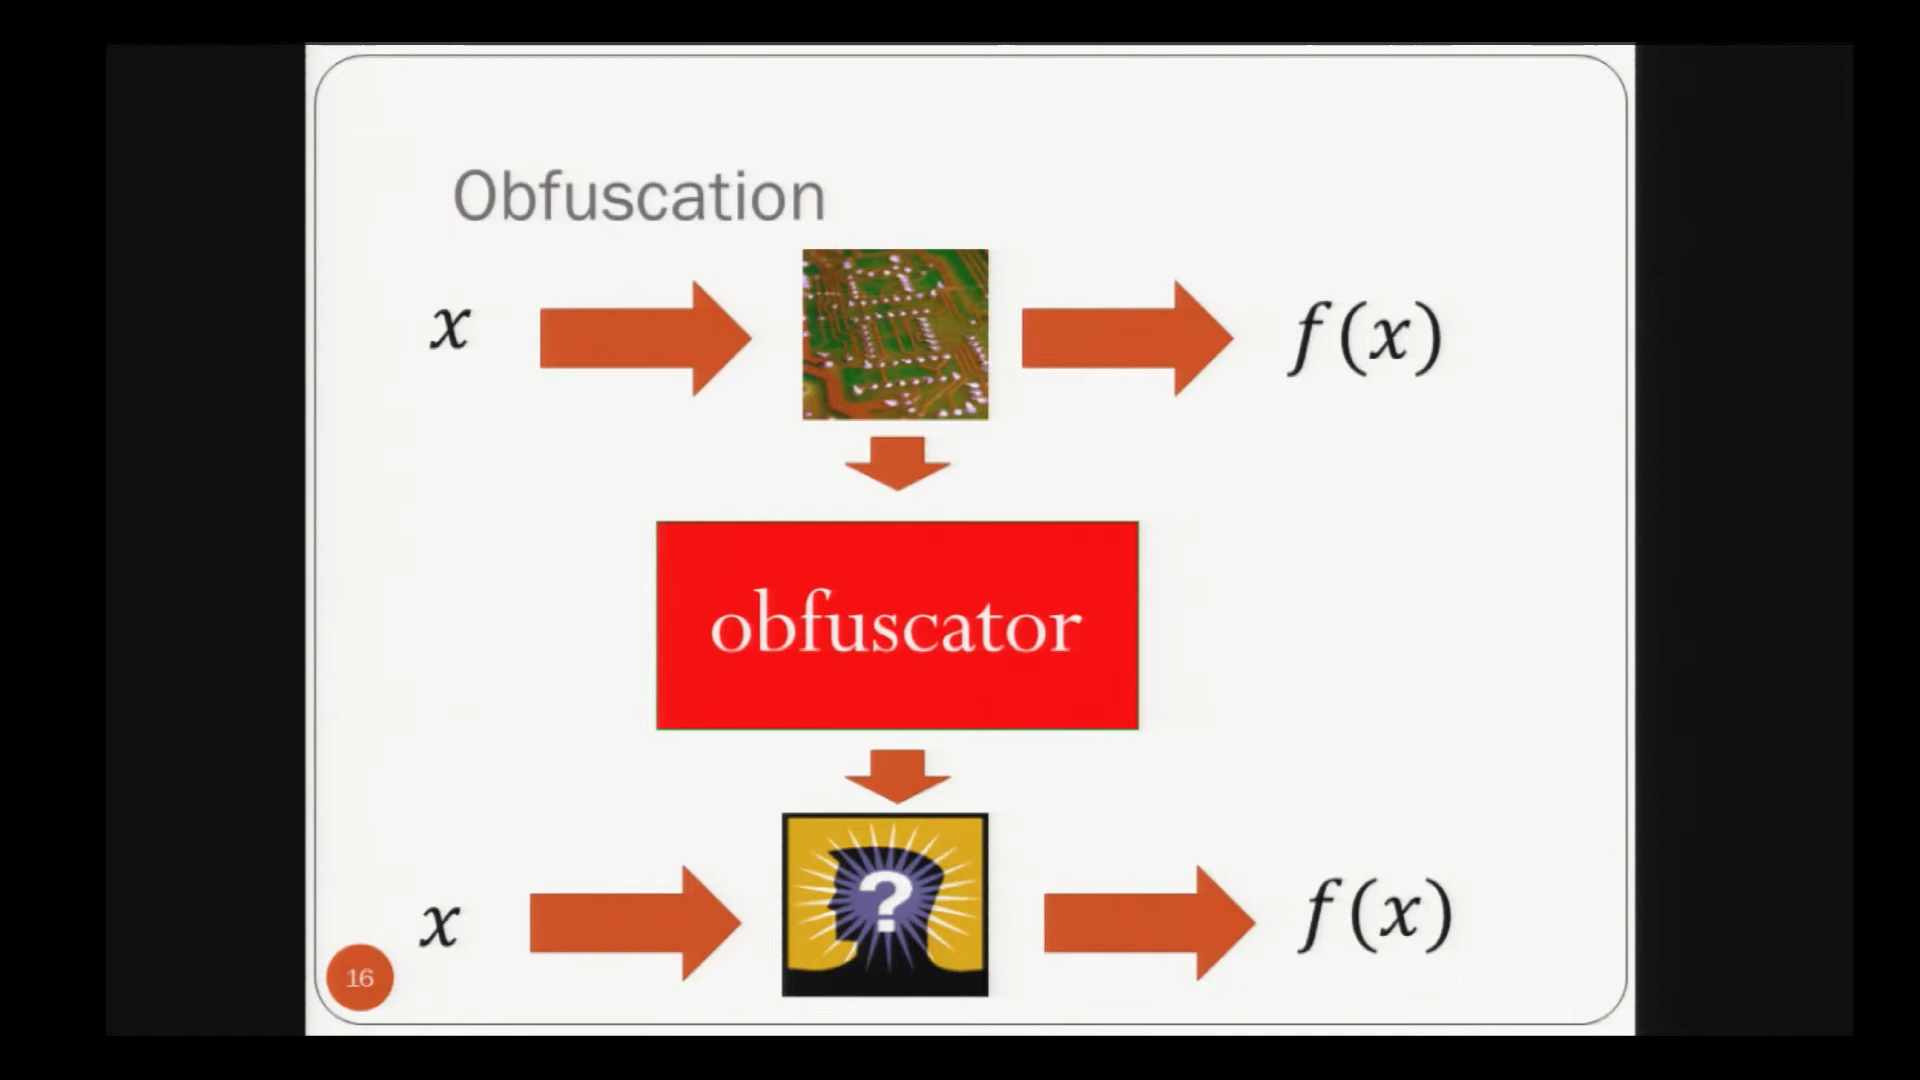 Obfuscation
x
f(x)
obfuscator
?
x
f(x)
16